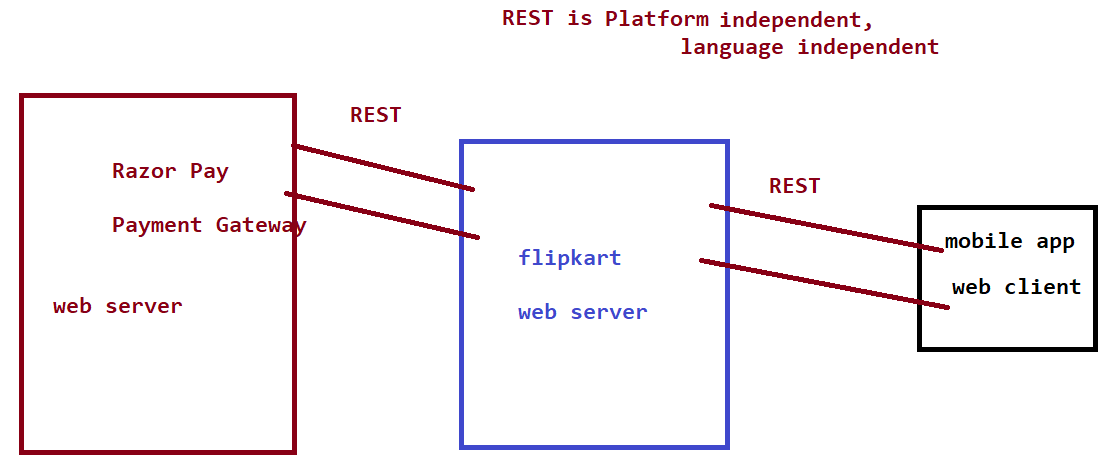 REST is Platform independent,
language independent
REST
Razor Pay
Payment Gateway
web server
flipkart
web server
REST
mobile app
web client